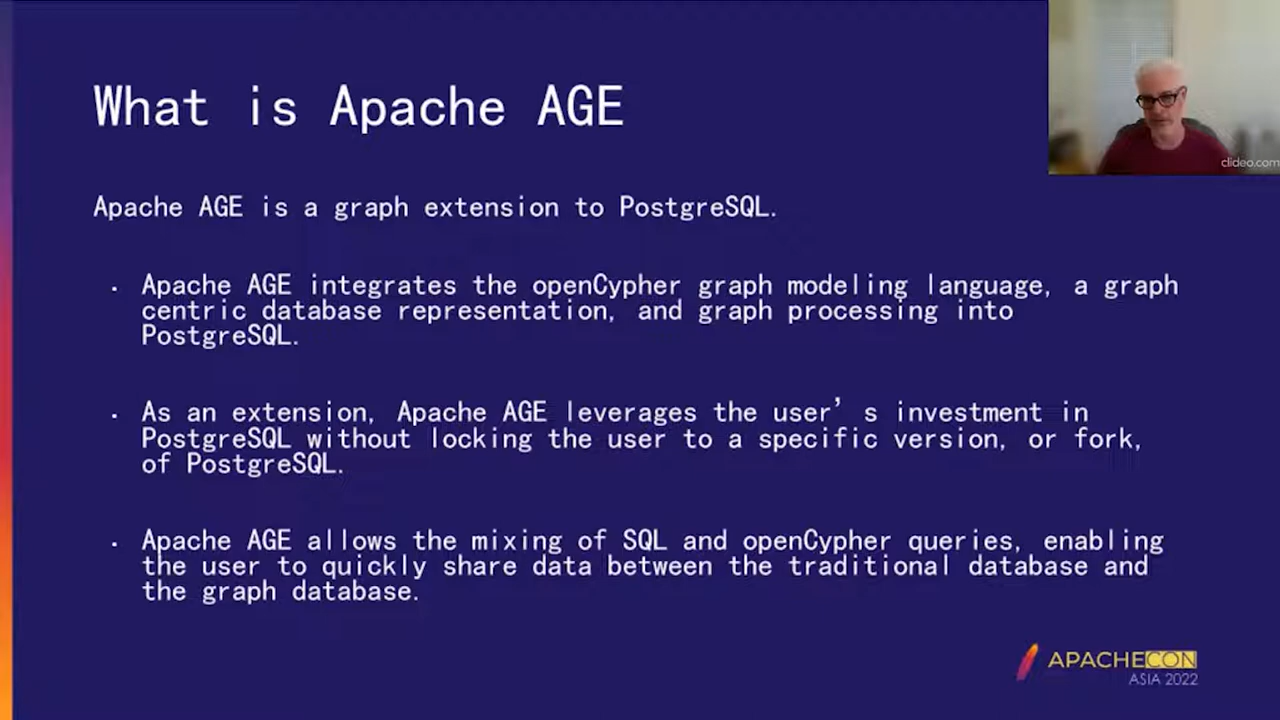 What is Apache AGE
clideo.com
Apache AGE is a graph extension to PostgreSQL.
. Apache AGE integrates the openCypher graph modeling language, a graph
centric database representation, and graph processing into
PostgreSQL.
. As an extension, Apache AGE leverages the user’s investment in
PostgreSQL without locking the user to a specific version, or fork,
of PostgreSQL.
. Apache AGE allows the mixing of SQL and openCypher queries, enabling
the user to quickly share data between the traditional database and
the graph database.
APACHECON
ASIA 2022